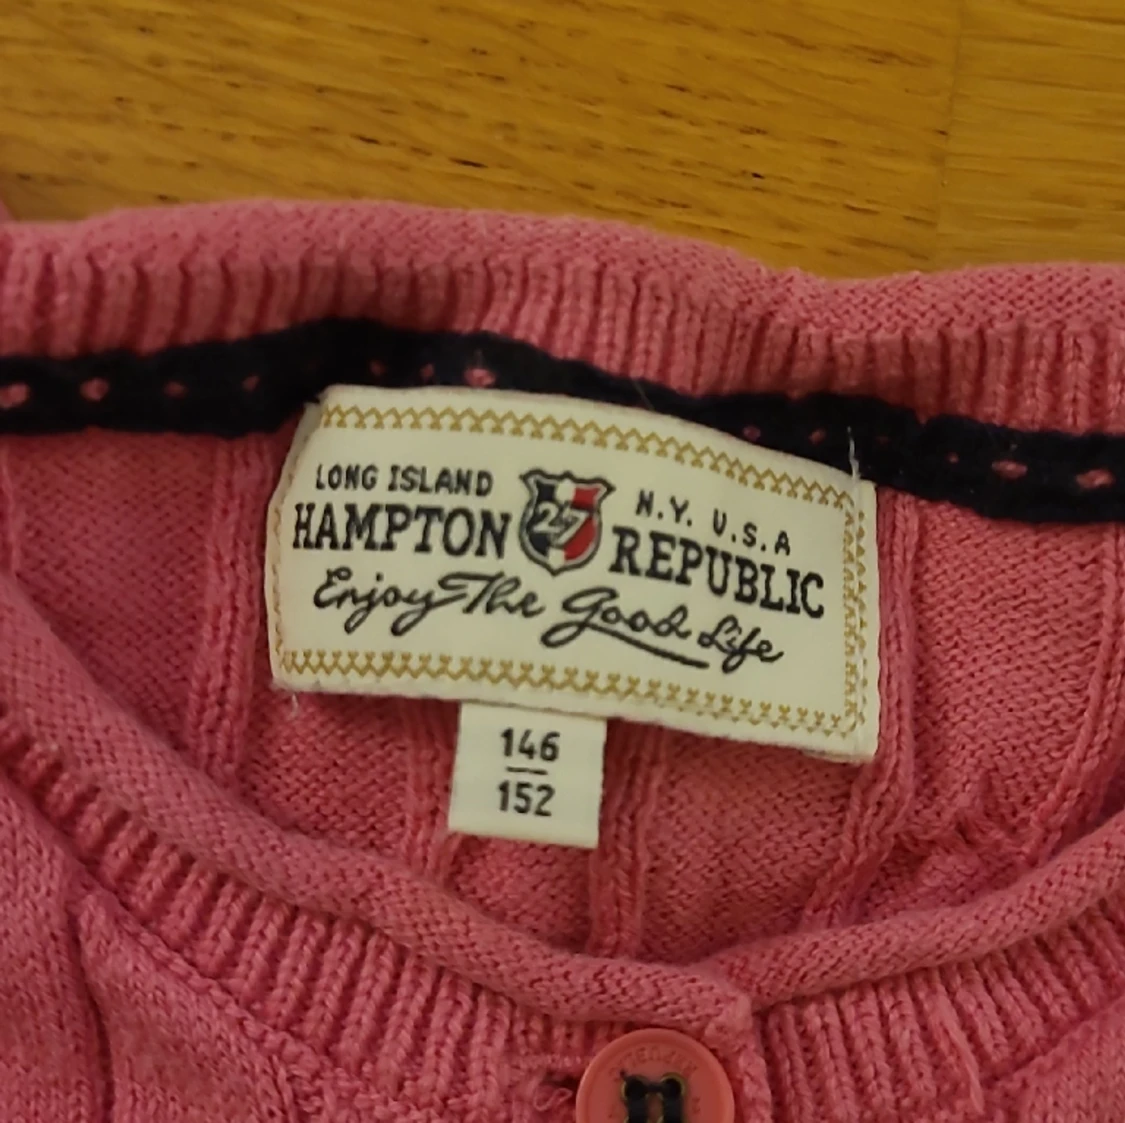 LONG ISLAND 27 N.Y. U.S.A
HAMPTON REPUBLIC
Enjoy The Good Life
146
152